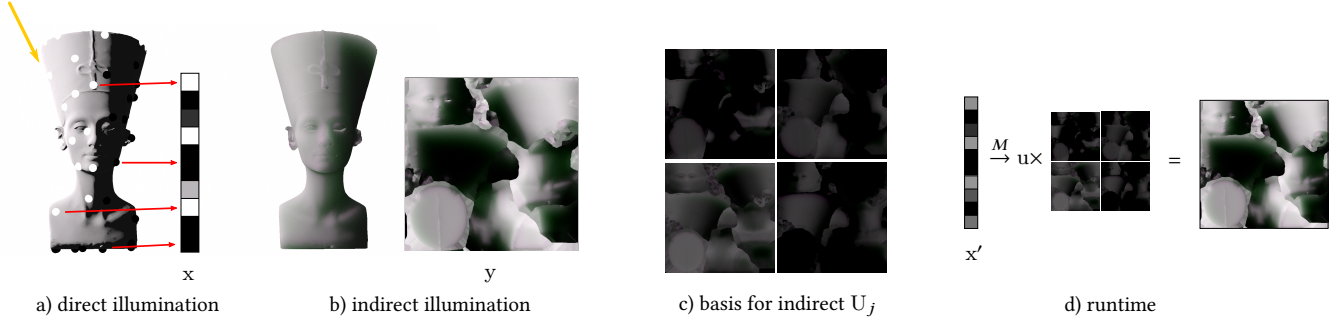 M
→ u× =
x y x′
a) direct illumination b) indirect illumination c) basis for indirect U_j d) runtime